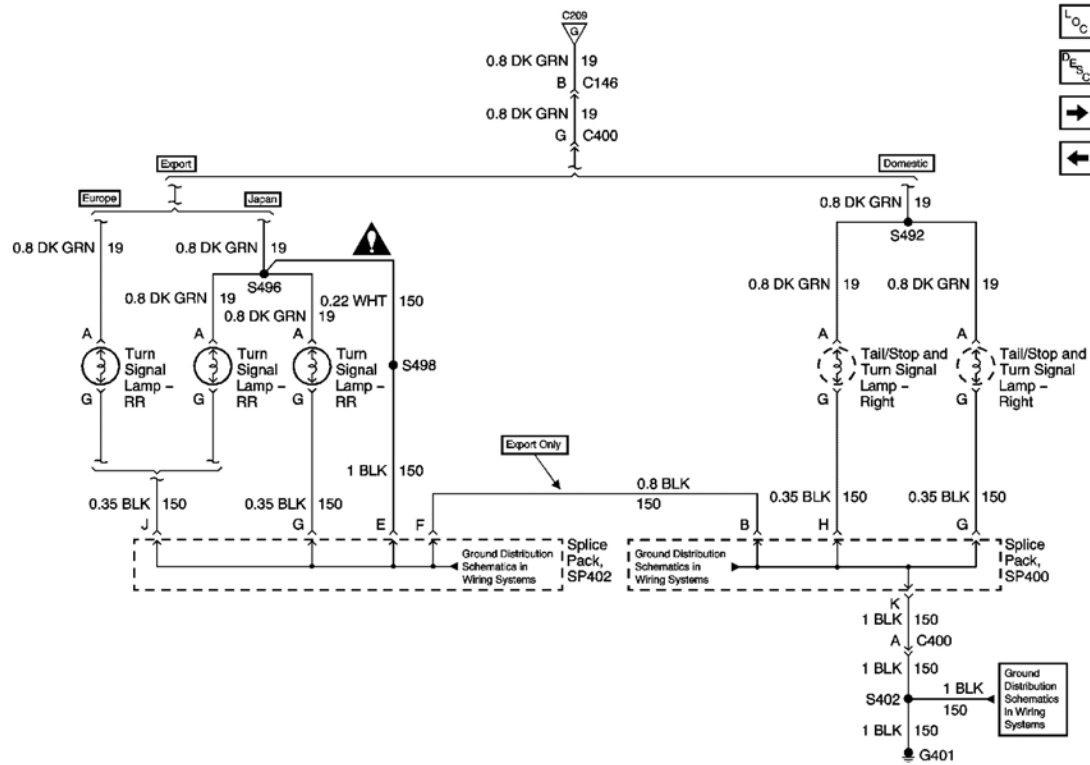 C209
G
0.8 DK GRN 19
B C146
0.8 DK GRN 19
G C400
Export
Domestic
Europe
Japan
0.8 DK GRN 19
0.8 DK GRN 19
0.8 DK GRN 19
S492
S496
0.8 DK GRN 19
0.22 WHT 150
0.8 DK GRN 19
0.8 DK GRN 19
0.8 DK GRN 19
A
A
A
A
A
Turn
Signal
Lamp –
RR
Turn
Signal
Lamp –
RR
Turn
Signal
Lamp –
RR
S498
Tail/Stop and
Turn Signal
Lamp –
Right
Tail/Stop and
Turn Signal
Lamp –
Right
G
G
G
G
G
Export Only
1 BLK 150
0.8 BLK
150
0.35 BLK 150
0.35 BLK 150
0.35 BLK 150
0.35 BLK 150
J
G
E
F
B
H
G
Ground Distribution
Schematics in
Wiring Systems
Splice
Pack,
SP402
Ground Distribution
Schematics in
Wiring Systems
Splice
Pack,
SP400
K
1 BLK 150
A C400
1 BLK 150
S402
1 BLK
150
Ground
Distribution
Schematics
In Wiring
Systems
1 BLK 150
G401
LOC
DESC